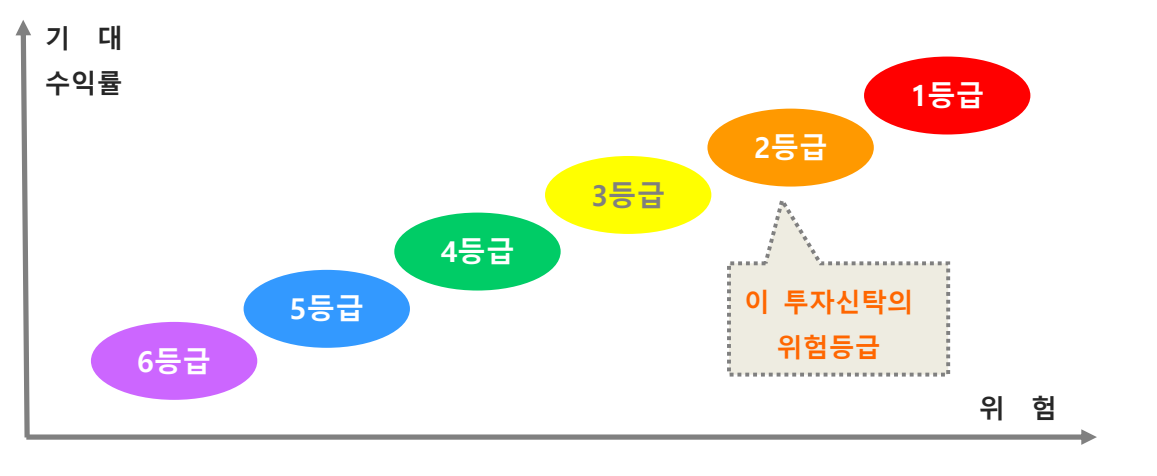 기 대
수익률
1등급
2등급
3등급
4등급
5등급
6등급
이 투자신탁의
위험등급
위 험